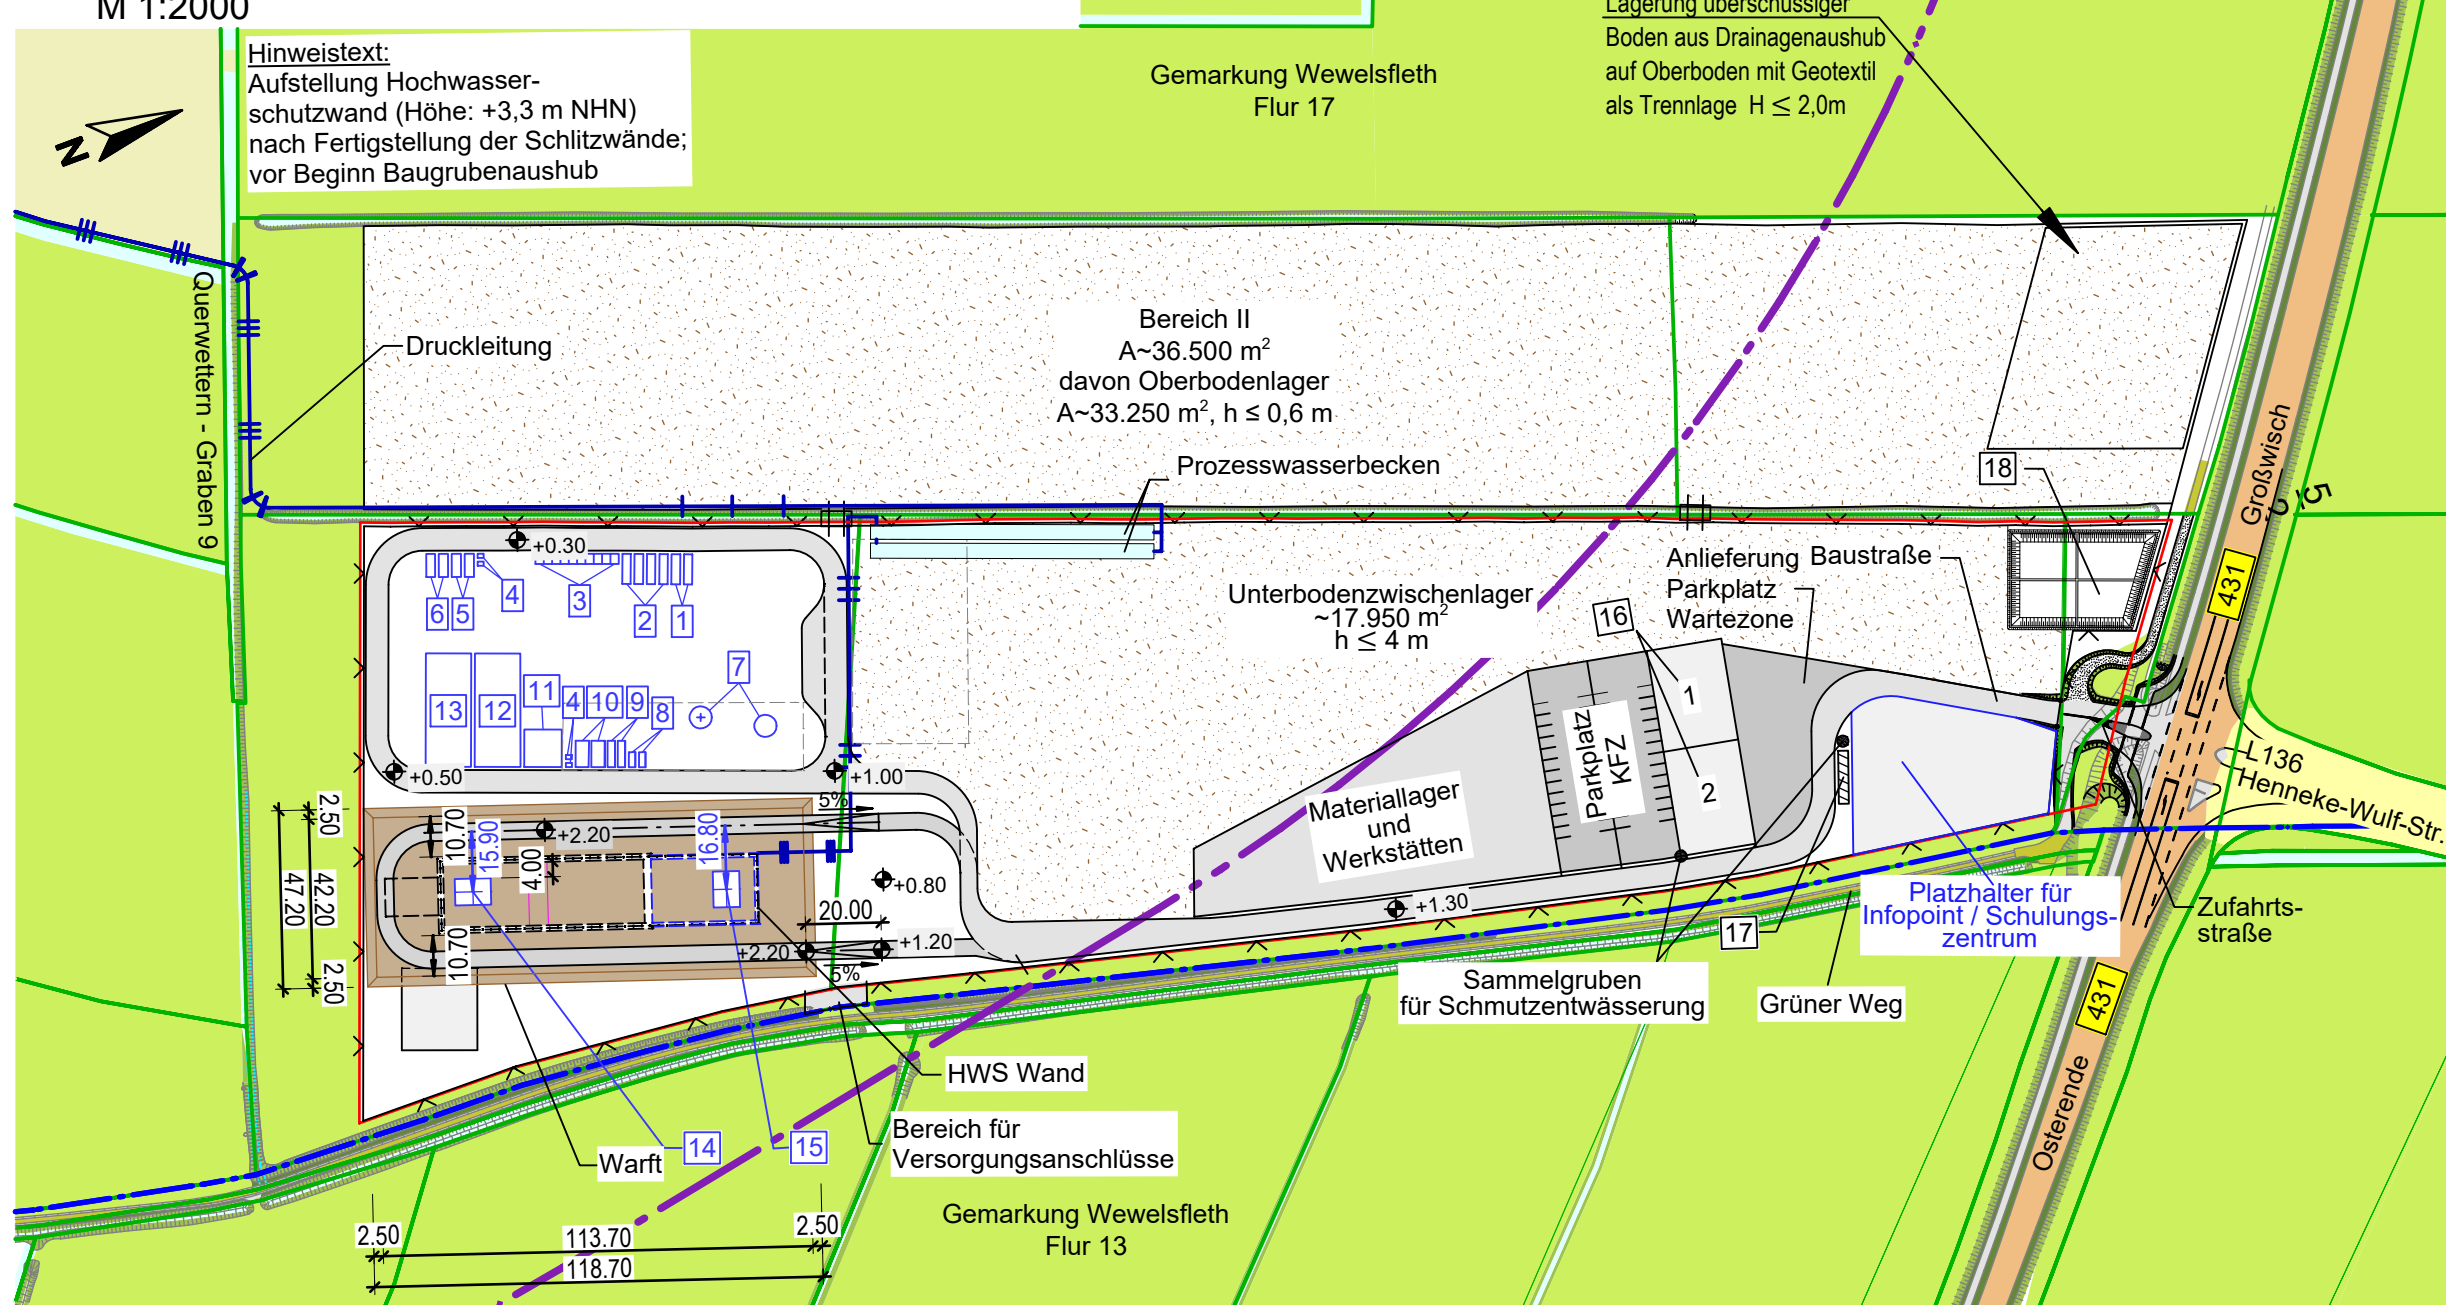 M 1:2000
Hinweistext:
Aufstellung Hochwasser-
schutzwand (Höhe: +3,3 m NHN)
nach Fertigstellung der Schlitzwände;
vor Beginn Baugrubenaushub
N
Gemarkung Wewelsfleth
Flur 17
Lagerung überschüssiger
Boden aus Drainagenaushub
auf Oberboden mit Geotextil
als Trennlage H ≤ 2,0m
Querwettern - Graben 9
Druckleitung
Bereich II
A~36.500 m²
davon Oberbodenlager
A~33.250 m², h ≤ 0,6 m
Prozesswasserbecken
18
Großwisch
431
Unterbodenzwischenlager
~17.950 m²
h ≤ 4 m
Anlieferung
Parkplatz
Wartezone
Baustraße
16
+0.30
6
5
4
3
2
1
13
12
11
4
10
9
8
7
+0.50
+1.00
5%
+2.20
+0.80
20.00
+2.20
+1.20
5%
2.50
42.20
47.20
2.50
10.70
15.90
4.00
16.80
10.70
Materiallager
und
Werkstätten
Parkplatz
KFZ
1
2
+1.30
L136
Henneke-Wulf-Str.
Platzhalter für
Infopoint / Schulungs-
zentrum
Zufahrts-
straße
17
Sammelgruben
für Schmutzentwässerung
Grüner Weg
431
Osterende
HWS Wand
Bereich für
Versorgungsanschlüsse
Warft
14
15
Gemarkung Wewelsfleth
Flur 13
2.50
113.70
2.50
118.70